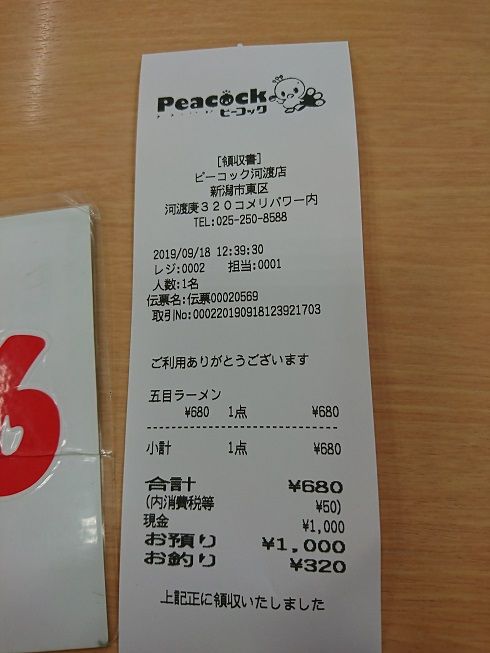 Peacock
ピーコック
[領収書]
ピーコック河渡店
新潟市東区
河渡庚３２０コメリパワー内
TEL:025-250-8588
2019/09/18 12:39:30
レジ:0002 担当:0001
人数:1名
伝票名:伝票00020569
取引No:000220190918123921703
ご利用ありがとうございます
五目ラーメン
¥680 1点 ¥680
小計 1点 ¥680
合計 ¥680
(内消費税等 ¥50)
現金 ¥1,000
お預り ¥1,000
お釣り ¥320
上記正に領収いたしました
6